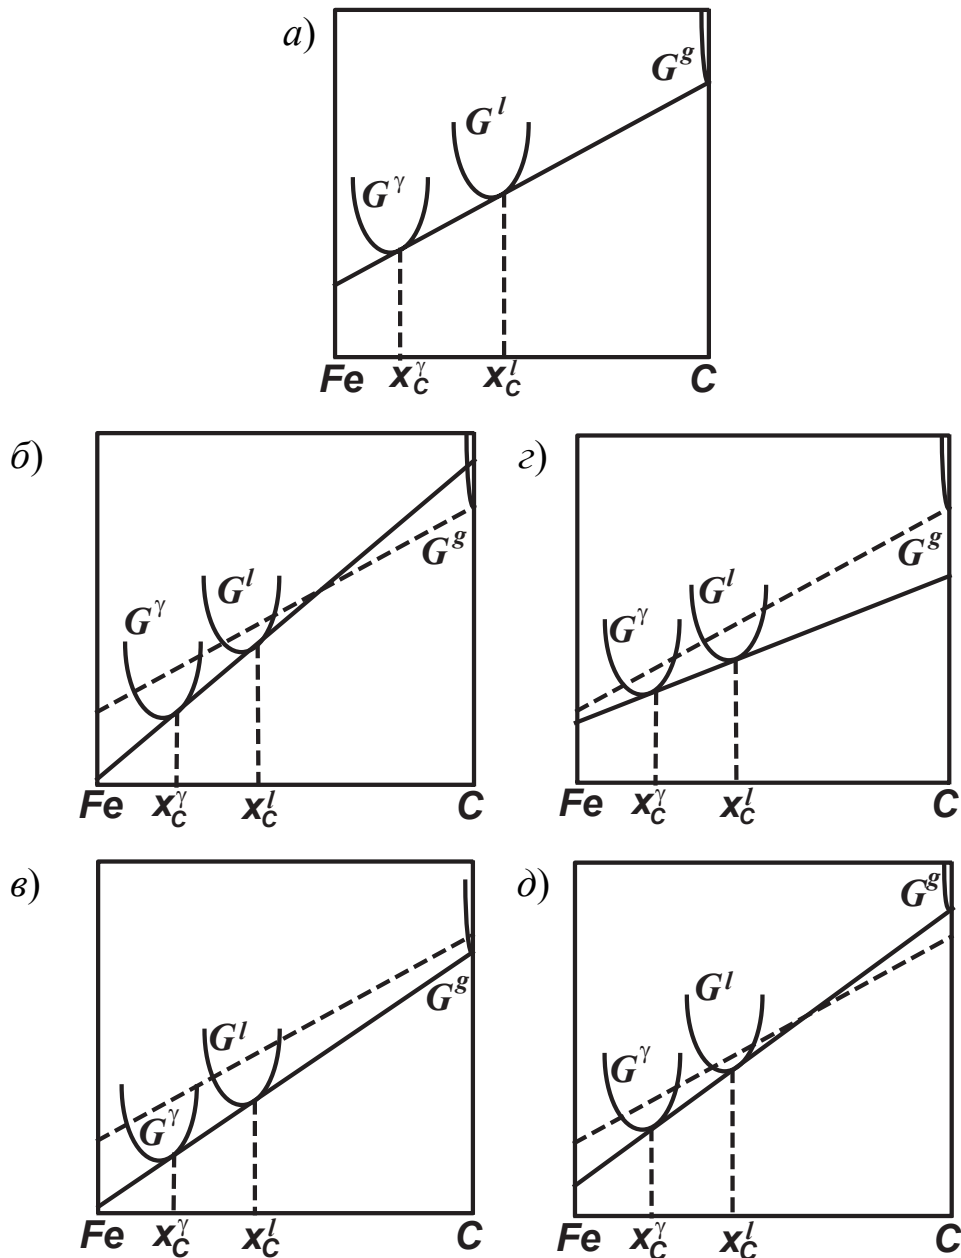 а)
G^g
G^l
G^γ
Fe x_C^γ x_C^l C
б)
G^g
G^l
G^γ
Fe x_C^γ x_C^l C
г)
G^g
G^l
G^γ
Fe x_C^γ x_C^l C
в)
G^g
G^l
G^γ
Fe x_C^γ x_C^l C
д)
G^g
G^l
G^γ
Fe x_C^γ x_C^l C